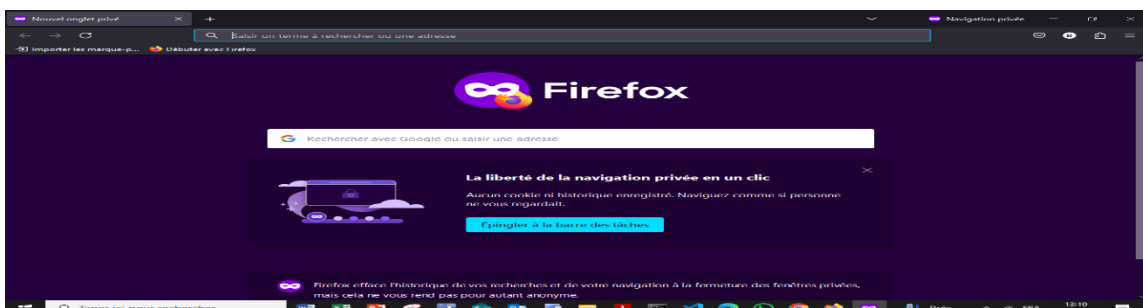 Nouvel onglet privé
Navigation privée
Saisir un terme à rechercher ou une adresse
Importer les marque-p... Débuter avec Firefox
Firefox
Rechercher avec Google ou saisir une adresse
La liberté de la navigation privée en un clic
Aucun cookie ni historique enregistré. Naviguez comme si personne
ne vous regardait.
Épingler à la barre des tâches
Firefox efface l'historique de vos recherches et de votre navigation à la fermeture des fenêtres privées,
mais cela ne vous rend pas pour autant anonyme.
Taper ici pour rechercher
FRA